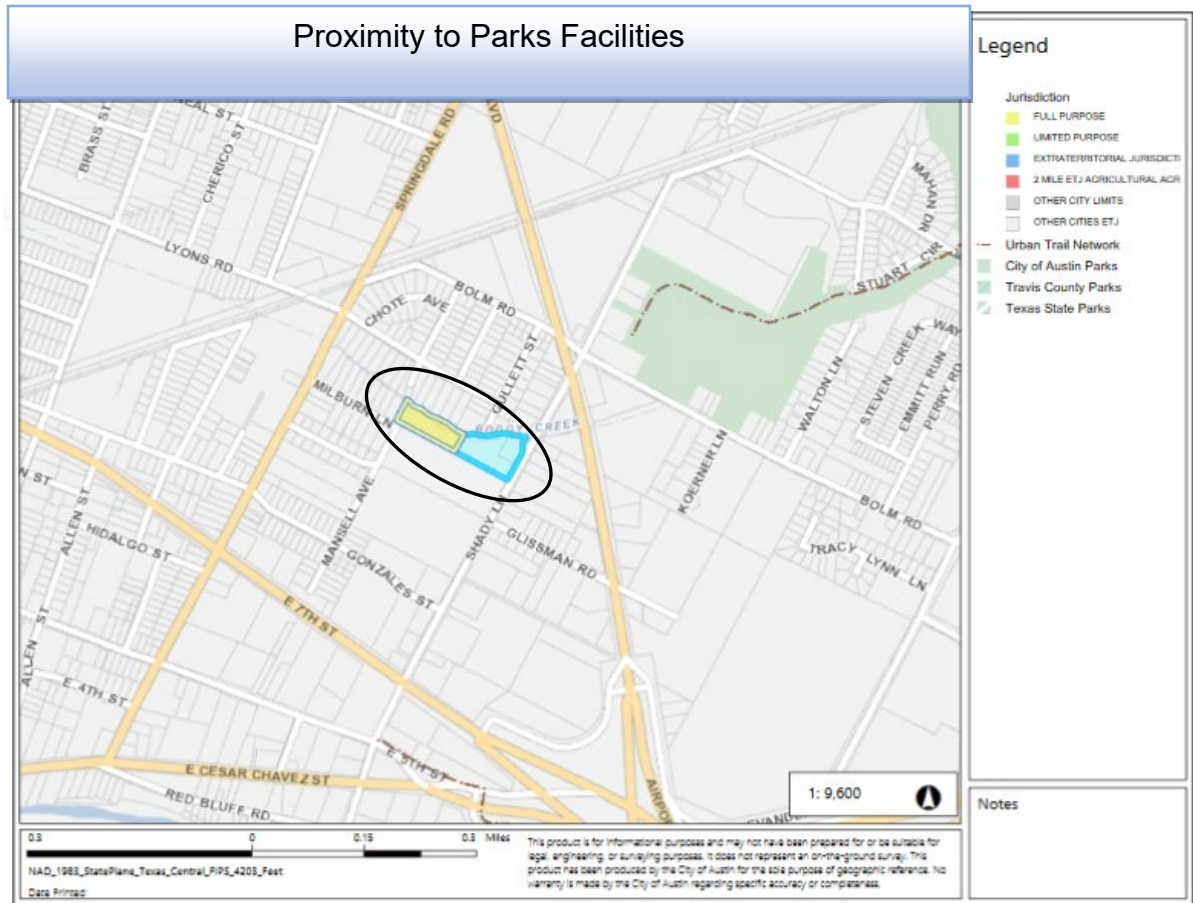 Proximity to Parks Facilities
Legend
Jurisdiction
FULL PURPOSE
LIMITED PURPOSE
EXTRATERRITORIAL JURISDICTI
2 MILE ETJ AGRICULTURAL AGR
OTHER CITY LIMITS
OTHER CITIES ETJ
Urban Trail Network
City of Austin Parks
Travis County Parks
Texas State Parks
NEAL ST
BRASS ST
CHERICO ST
SPRINGDALE RD
LVD
MAHAN DR
LYONS RD
STUART CIR
BOLM RD
CHOTE AVE
GULLETT ST
WAY
STEVEN CREEK
EMMITT RUN
PERRY RD
WALTON LN
MILBURN LN
BOGGY CREEK
KOERNER LN
BOLM RD
MANSELL AVE
SHADY LN
GLISSMAN RD
TRACY LYNN LN
N ST
ALLEN ST
HIDALGO ST
GONZALES ST
E 7TH ST
ALLEN ST
E 4TH ST
E 5TH ST
E CESAR CHAVEZ ST
RED BLUFF RD
AIRPO
EVANDE
1: 9,600
Notes
0.3 0 0.15 0.3 Miles
NAD_1983_StatePlane_Texas_Central_FIPS_4203_Feet
Date Printed:
This product is for informational purposes and may not have been prepared for or be suitable for
legal, engineering, or surveying purposes. It does not represent an on-the-ground survey. This
product has been produced by the City of Austin for the sole purpose of geographic reference. No
warranty is made by the City of Austin regarding specific accuracy or completeness.